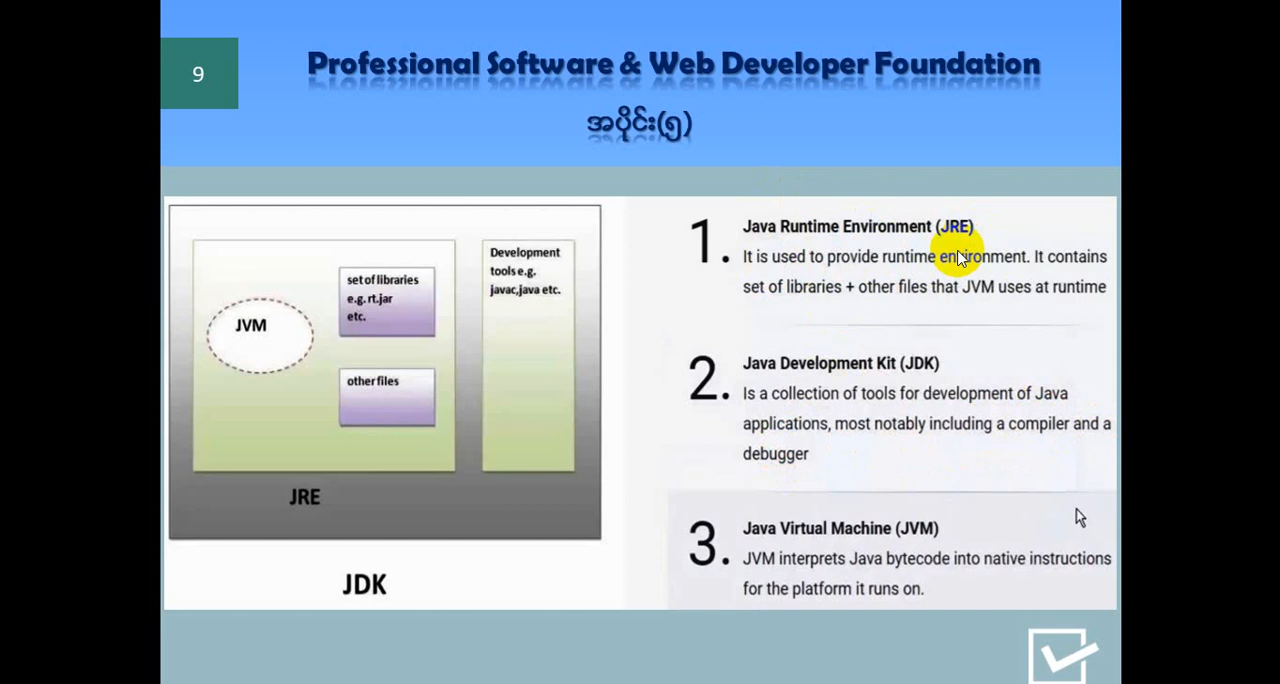 9
Professional Software & Web Developer Foundation
အပိုင်း(၅)
JVM
set of libraries
e.g. rt.jar
etc.
other files
Development
tools e.g.
javac,java etc.
JRE
JDK
1. Java Runtime Environment (JRE)
It is used to provide runtime environment. It contains
set of libraries + other files that JVM uses at runtime
2. Java Development Kit (JDK)
Is a collection of tools for development of Java
applications, most notably including a compiler and a
debugger
3. Java Virtual Machine (JVM)
JVM interprets Java bytecode into native instructions
for the platform it runs on.